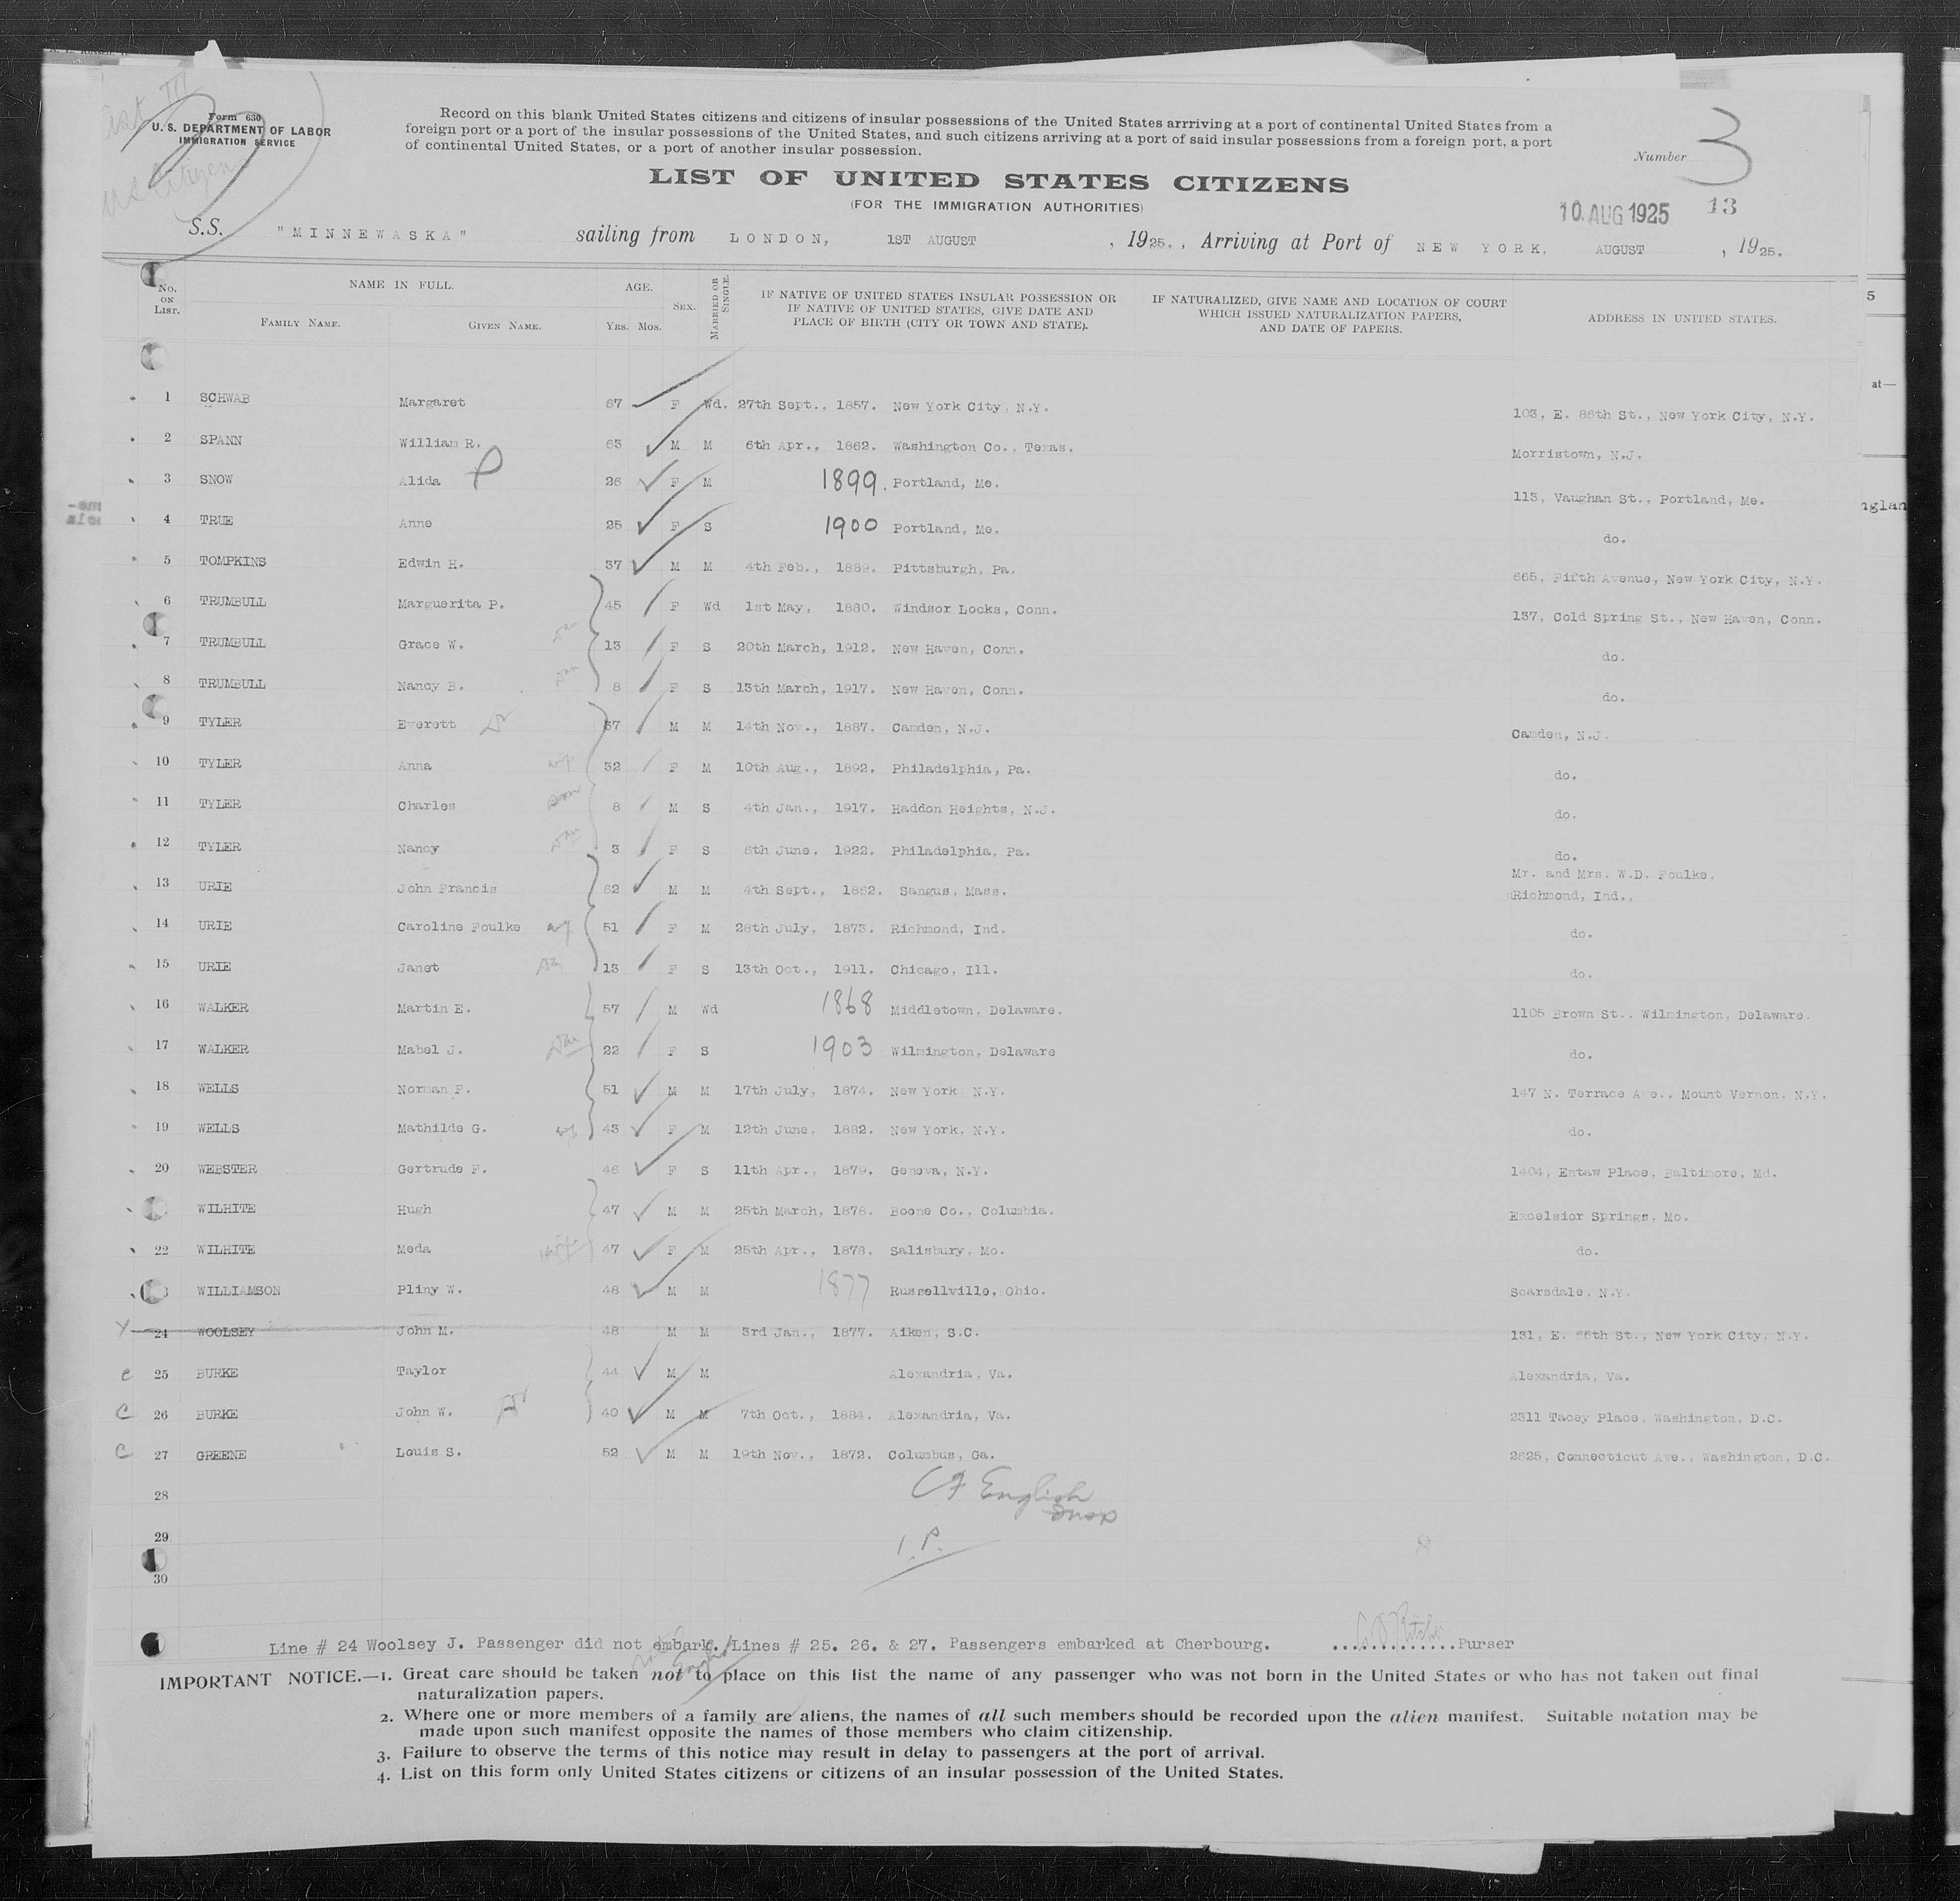 Form 630
U. S. DEPARTMENT OF LABOR
IMMIGRATION SERVICE
Record on this blank United States citizens and citizens of insular possessions of the United States arrriving at a port of continental United States from a
foreign port or a port of the insular possessions of the United States, and such citizens arriving at a port of said insular possessions from a foreign port, a port
of continental United States, or a port of another insular possession.
Number 3
LIST OF UNITED STATES CITIZENS
(FOR THE IMMIGRATION AUTHORITIES)
10 AUG 1925 13
S.S. "MINNEWASKA" sailing from LONDON, 1ST AUGUST, 1925., Arriving at Port of NEW YORK, AUGUST, 1925.
No. ON LIST. NAME IN FULL. FAMILY NAME. GIVEN NAME. AGE. Yrs. Mos. SEX. MARRIED OR SINGLE. IF NATIVE OF UNITED STATES INSULAR POSSESSION OR IF NATIVE OF UNITED STATES, GIVE DATE AND PLACE OF BIRTH (CITY OR TOWN AND STATE). IF NATURALIZED, GIVE NAME AND LOCATION OF COURT WHICH ISSUED NATURALIZATION PAPERS, AND DATE OF PAPERS. ADDRESS IN UNITED STATES.
1 SCHWAB Margaret 67 F Wd. 27th Sept., 1857. New York City, N.Y. 103, E. 86th St., New York City, N.Y.
2 SPANN William R. 63 M M 6th Apr., 1862. Washington Co., Texas. Morristown, N.J.
3 SNOW Alida 26 F M 1899. Portland, Me. 113, Vaughan St., Portland, Me.
4 TRUE Anne 25 F S 1900 Portland, Me. do.
5 TOMPKINS Edwin H. 37 M M 4th Feb., 1889. Pittsburgh, Pa. 665, Fifth Avenue, New York City, N.Y.
6 TRUMBULL Marguerita P. 45 F Wd 1st May, 1880. Windsor Locks, Conn. 137, Cold Spring St., New Haven, Conn.
7 TRUMBULL Grace W. 13 F S 20th March, 1912. New Haven, Conn. do.
8 TRUMBULL Nancy B. 8 F S 13th March, 1917. New Haven, Conn. do.
9 TYLER Everett 37 M M 14th Nov., 1887. Camden, N.J. Camden, N.J.
10 TYLER Anna 32 F M 10th Aug., 1892. Philadelphia, Pa. do.
11 TYLER Charles 8 M S 4th Jan., 1917. Haddon Heights, N.J. do.
12 TYLER Nancy 3 F S 6th June, 1922. Philadelphia, Pa. do.
13 URIE John Francis 62 M M 4th Sept., 1862. Sangus, Mass. Mr. and Mrs. W.D. Foulke, Richmond, Ind..
14 URIE Caroline Foulke 51 F M 28th July, 1873. Richmond, Ind. do.
15 URIE Janet 13 F S 13th Oct., 1911. Chicago, Ill. do.
16 WALKER Martin E. 57 M Wd 1868 Middletown, Delaware. 1105 Brown St., Wilmington, Delaware.
17 WALKER Mabel J. 22 F S 1903 Wilmington, Delaware do.
18 WELLS Norman F. 51 M M 17th July, 1874. New York, N.Y. 147 N. Terrace Ave., Mount Vernon, N.Y.
19 WELLS Mathilde G. 43 F M 12th June, 1882. New York, N.Y. do.
20 WEBSTER Gertrude F. 46 F S 11th Apr., 1879. Geneva, N.Y. 1404, Entaw Place, Baltimore, Md.
WILHITE Hugh 47 M M 25th March, 1878. Boone Co., Columbia. Excelsior Springs, Mo.
22 WILHITE Meda 47 F M 25th Apr., 1878. Salisbury, Mo. do.
3 WILLIAMSON Pliny W. 48 M M 1877 Russellville, Ohio. Scarsdale, N.Y.
24 WOOLSEY John M. 48 M M 3rd Jan., 1877. Aiken, S.C. 131, E. 66th St., New York City, N.Y.
25 BURKE Taylor 44 M M Alexandria, Va. Alexandria, Va.
26 BURKE John W. 40 M M 7th Oct., 1884. Alexandria, Va. 2311 Tacey Place, Washington, D.C.
27 GREENE Louis S. 52 M M 19th Nov., 1872. Columbus, Ga. 2625, Connecticut Ave., Washington, D.C.
28
29
30
Line # 24 Woolsey J. Passenger did not embark. Lines # 25. 26. & 27. Passengers embarked at Cherbourg. Purser
IMPORTANT NOTICE.—1. Great care should be taken not to place on this list the name of any passenger who was not born in the United States or who has not taken out final
naturalization papers.
2. Where one or more members of a family are aliens, the names of all such members should be recorded upon the alien manifest. Suitable notation may be
made upon such manifest opposite the names of those members who claim citizenship.
3. Failure to observe the terms of this notice may result in delay to passengers at the port of arrival.
4. List on this form only United States citizens or citizens of an insular possession of the United States.